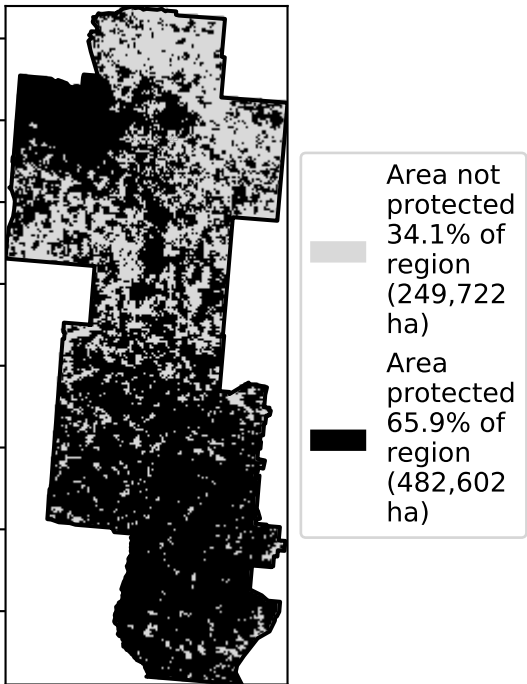 Area not
protected
34.1% of
region
(249,722
ha)
Area
protected
65.9% of
region
(482,602
ha)